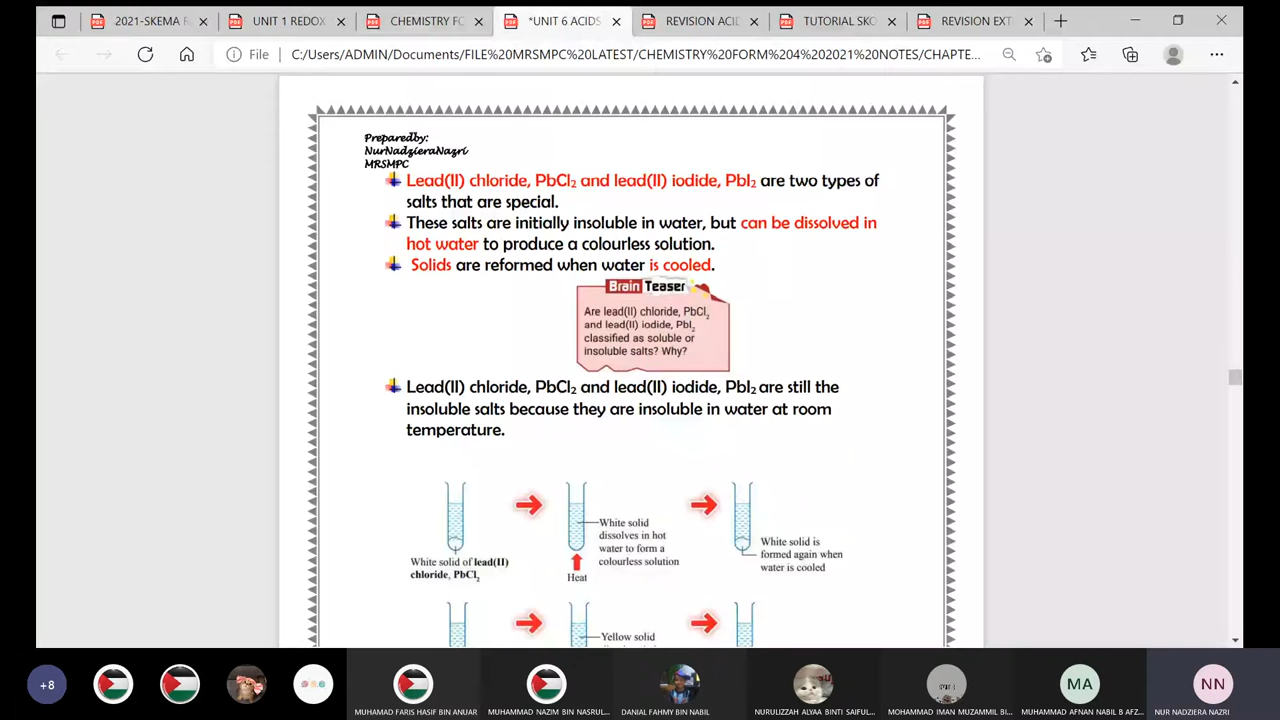 2021-SKEMA R
UNIT 1 REDOX
CHEMISTRY FO
*UNIT 6 ACIDS
REVISION ACID
TUTORIAL SKO
REVISION EXT
File
C:/Users/ADMIN/Documents/FILE%20MRSMPC%20LATEST/CHEMISTRY%20FORM%204%202021%20NOTES/CHAPTE...
Preparedby:
NurNadzieraNazri
MRSMPC
Lead(II) chloride, PbCl₂ and lead(II) iodide, PbI₂ are two types of
salts that are special.
These salts are initially insoluble in water, but can be dissolved in
hot water to produce a colourless solution.
Solids are reformed when water is cooled.
Brain Teaser
Are lead(II) chloride, PbCl₂
and lead(II) iodide, PbI₂
classified as soluble or
insoluble salts? Why?
Lead(II) chloride, PbCl₂ and lead(II) iodide, PbI₂ are still the
insoluble salts because they are insoluble in water at room
temperature.
White solid of lead(II)
chloride, PbCl₂
White solid
dissolves in hot
water to form a
colourless solution
Heat
White solid is
formed again when
water is cooled
Yellow solid
+8
MUHAMAD FARIS HASIF BIN ANUAR
MUHAMMAD NAZIM BIN NASRUL...
DANIAL FAHMY BIN NABIL
NURULIZZAH ALYAA BINTI SAIFUL...
MOHAMMAD IMAN MUZAMMIL BI...
MA
MUHAMMAD AFNAN NABIL B AFZ...
NN
NUR NADZIERA NAZRI